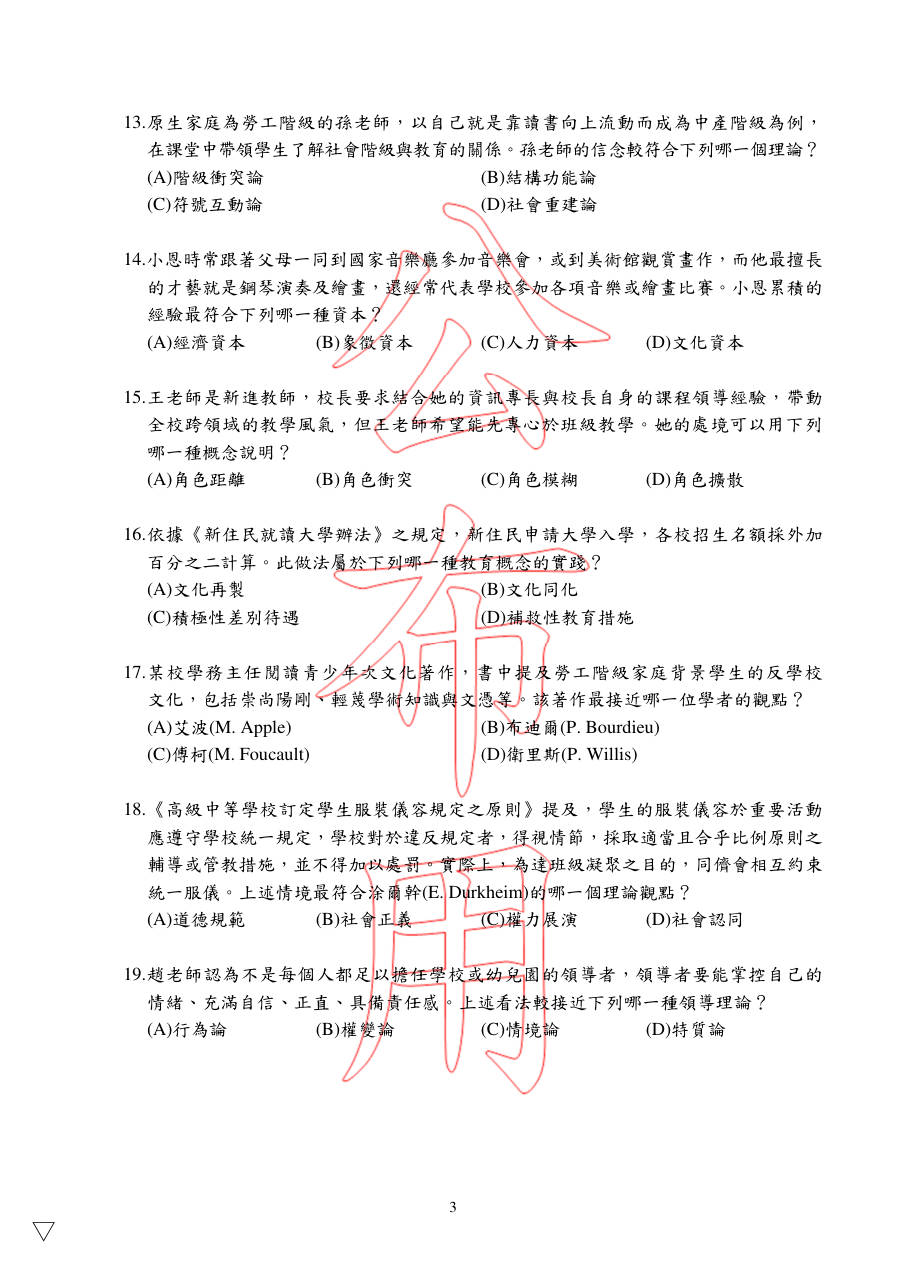 13.原生家庭為勞工階級的孫老師，以自己就是靠讀書向上流動而成為中產階級為例，
在課堂中帶領學生了解社會階級與教育的關係。孫老師的信念較符合下列哪一個理論？
(A)階級衝突論 (B)結構功能論
(C)符號互動論 (D)社會重建論
14.小恩時常跟著父母一同到國家音樂廳參加音樂會，或到美術館觀賞畫作，而他最擅長
的才藝就是鋼琴演奏及繪畫，還經常代表學校參加各項音樂或繪畫比賽。小恩累積的
經驗最符合下列哪一種資本？
(A)經濟資本 (B)象徵資本 (C)人力資本 (D)文化資本
15.王老師是新進教師，校長要求結合她的資訊專長與校長自身的課程領導經驗，帶動
全校跨領域的教學風氣，但王老師希望能先專心於班級教學。她的處境可以用下列
哪一種概念說明？
(A)角色距離 (B)角色衝突 (C)角色模糊 (D)角色擴散
16.依據《新住民就讀大學辦法》之規定，新住民申請大學入學，各校招生名額採外加
百分之二計算。此做法屬於下列哪一種教育概念的實踐？
(A)文化再製 (B)文化同化
(C)積極性差別待遇 (D)補救性教育措施
17.某校學務主任閱讀青少年次文化著作，書中提及勞工階級家庭背景學生的反學校
文化，包括崇尚陽剛、輕蔑學術知識與文憑等。該著作最接近哪一位學者的觀點？
(A)艾波(M. Apple) (B)布迪爾(P. Bourdieu)
(C)傅柯(M. Foucault) (D)衛里斯(P. Willis)
18.《高級中等學校訂定學生服裝儀容規定之原則》提及，學生的服裝儀容於重要活動
應遵守學校統一規定，學校對於違反規定者，得視情節，採取適當且合乎比例原則之
輔導或管教措施，並不得加以處罰。實際上，為達班級凝聚之目的，同儕會相互約束
統一服儀。上述情境最符合涂爾幹(E. Durkheim)的哪一個理論觀點？
(A)道德規範 (B)社會正義 (C)權力展演 (D)社會認同
19.趙老師認為不是每個人都足以擔任學校或幼兒園的領導者，領導者要能掌控自己的
情緒、充滿自信、正直、具備責任感。上述看法較接近下列哪一種領導理論？
(A)行為論 (B)權變論 (C)情境論 (D)特質論
公布用
3